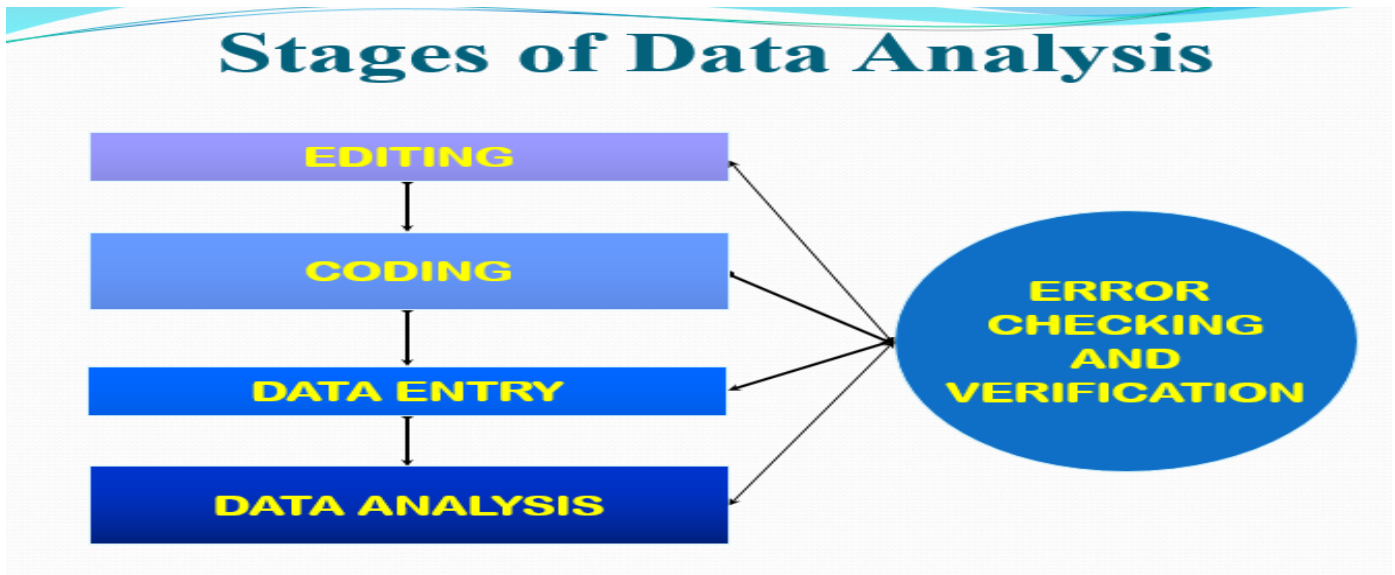 Stages of Data Analysis
EDITING
CODING
DATA ENTRY
DATA ANALYSIS
ERROR
CHECKING
AND
VERIFICATION